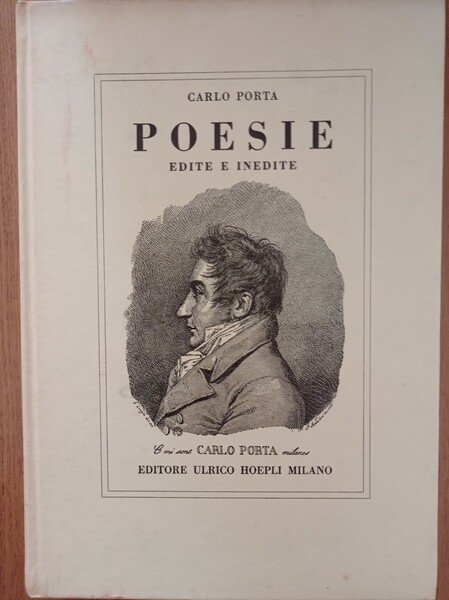 CARLO PORTA
POESIE
EDITE E INEDITE
E mi sont CARLO PORTA milanes
EDITORE ULRICO HOEPLI MILANO